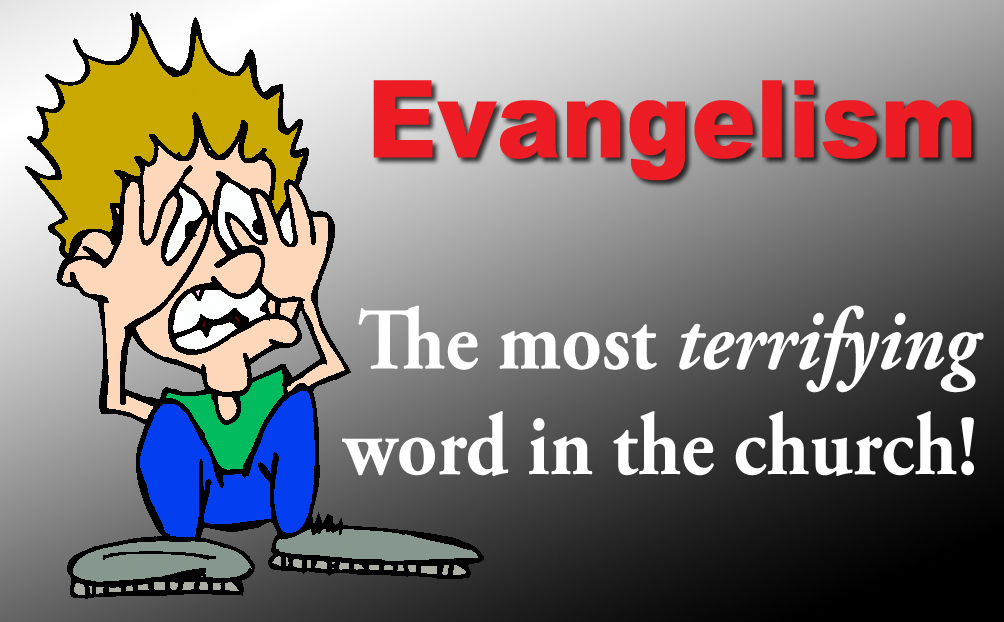 Evangelism
The most terrifying
word in the church!